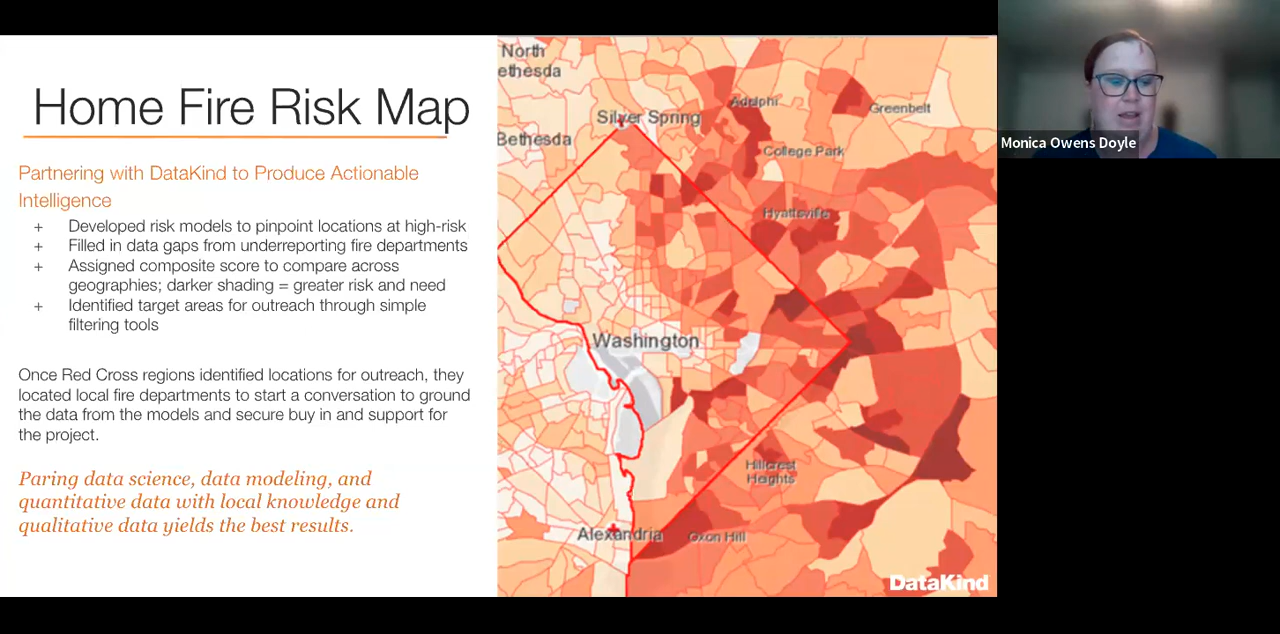 Home Fire Risk Map
Partnering with DataKind to Produce Actionable
Intelligence
+ Developed risk models to pinpoint locations at high-risk
+ Filled in data gaps from underreporting fire departments
+ Assigned composite score to compare across
geographies; darker shading = greater risk and need
+ Identified target areas for outreach through simple
filtering tools
Once Red Cross regions identified locations for outreach, they
located local fire departments to start a conversation to ground
the data from the models and secure buy in and support for
the project.
Paring data science, data modeling, and
quantitative data with local knowledge and
qualitative data yields the best results.
North
ethesda
Bethesda
Silver Spring
Adelphi
Greenbelt
College Park
Hyattsville
Washington
Hillcrest
Heights
Alexandria
Oxon Hill
DataKind
Monica Owens Doyle